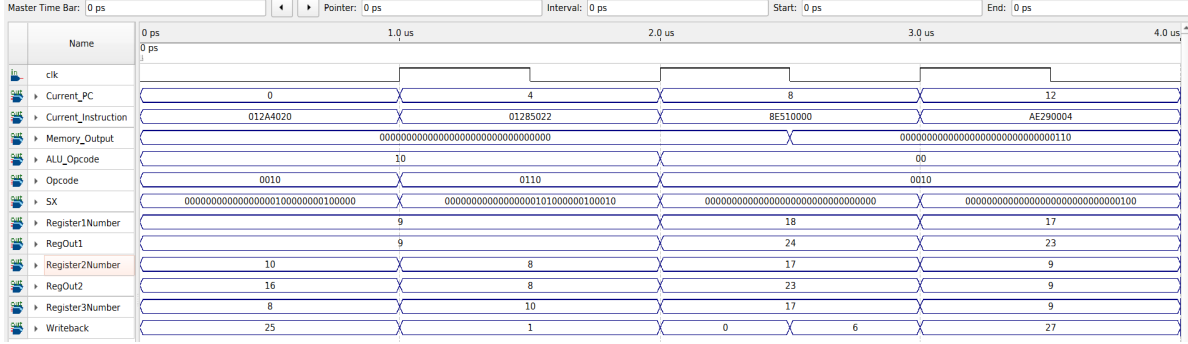 Master Time Bar: 0 ps Pointer: 0 ps Interval: 0 ps Start: 0 ps End: 0 ps
Name 0 ps 1.0 us 2.0 us 3.0 us 4.0 us
0 ps
clk
Current_PC 0 4 8 12
Current_Instruction 012A4020 01285022 8E510000 AE290004
Memory_Output 00000000000000000000000000000000 00000000000000000000000000000110
ALU_Opcode 10 00
Opcode 0010 0110 0010
SX 00000000000000000100000000100000 00000000000000000101000000100010 00000000000000000000000000000000 00000000000000000000000000000100
Register1Number 9 18 17
RegOut1 9 24 23
Register2Number 10 8 17 9
RegOut2 16 8 23 9
Register3Number 8 10 17 9
Writeback 25 1 0 6 27